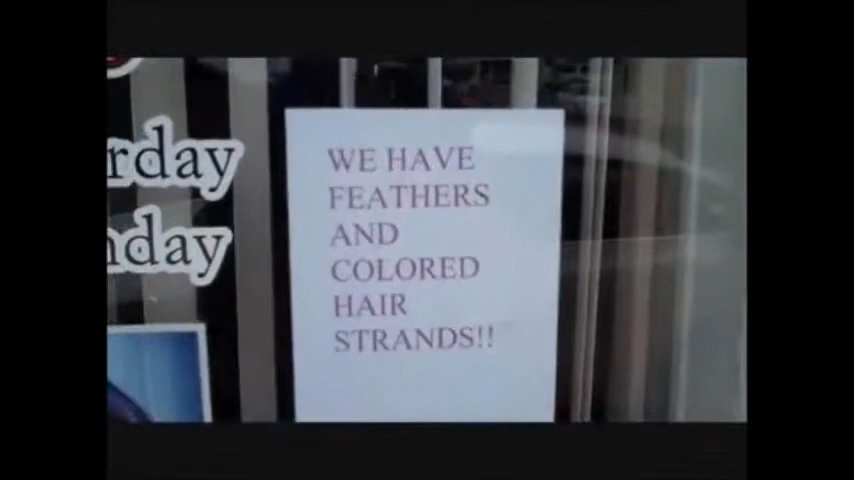 rday
nday
WE HAVE
FEATHERS
AND
COLORED
HAIR
STRANDS!!